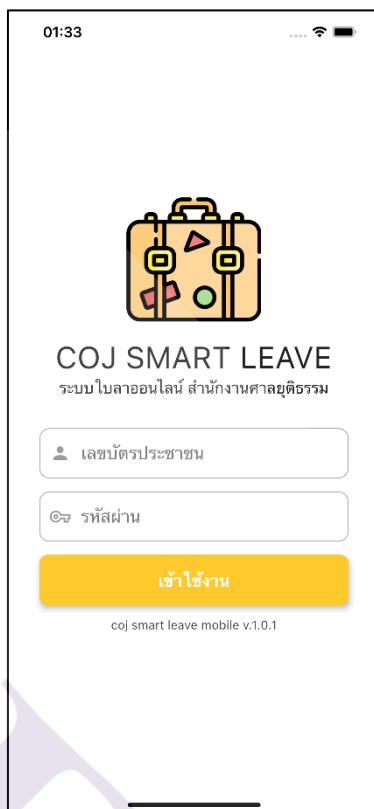 01:33
COJ SMART LEAVE
ระบบใบลาออนไลน์ สำนักงานศาลยุติธรรม
เลขบัตรประชาชน
รหัสผ่าน
เข้าใช้งาน
coj smart leave mobile v.1.0.1